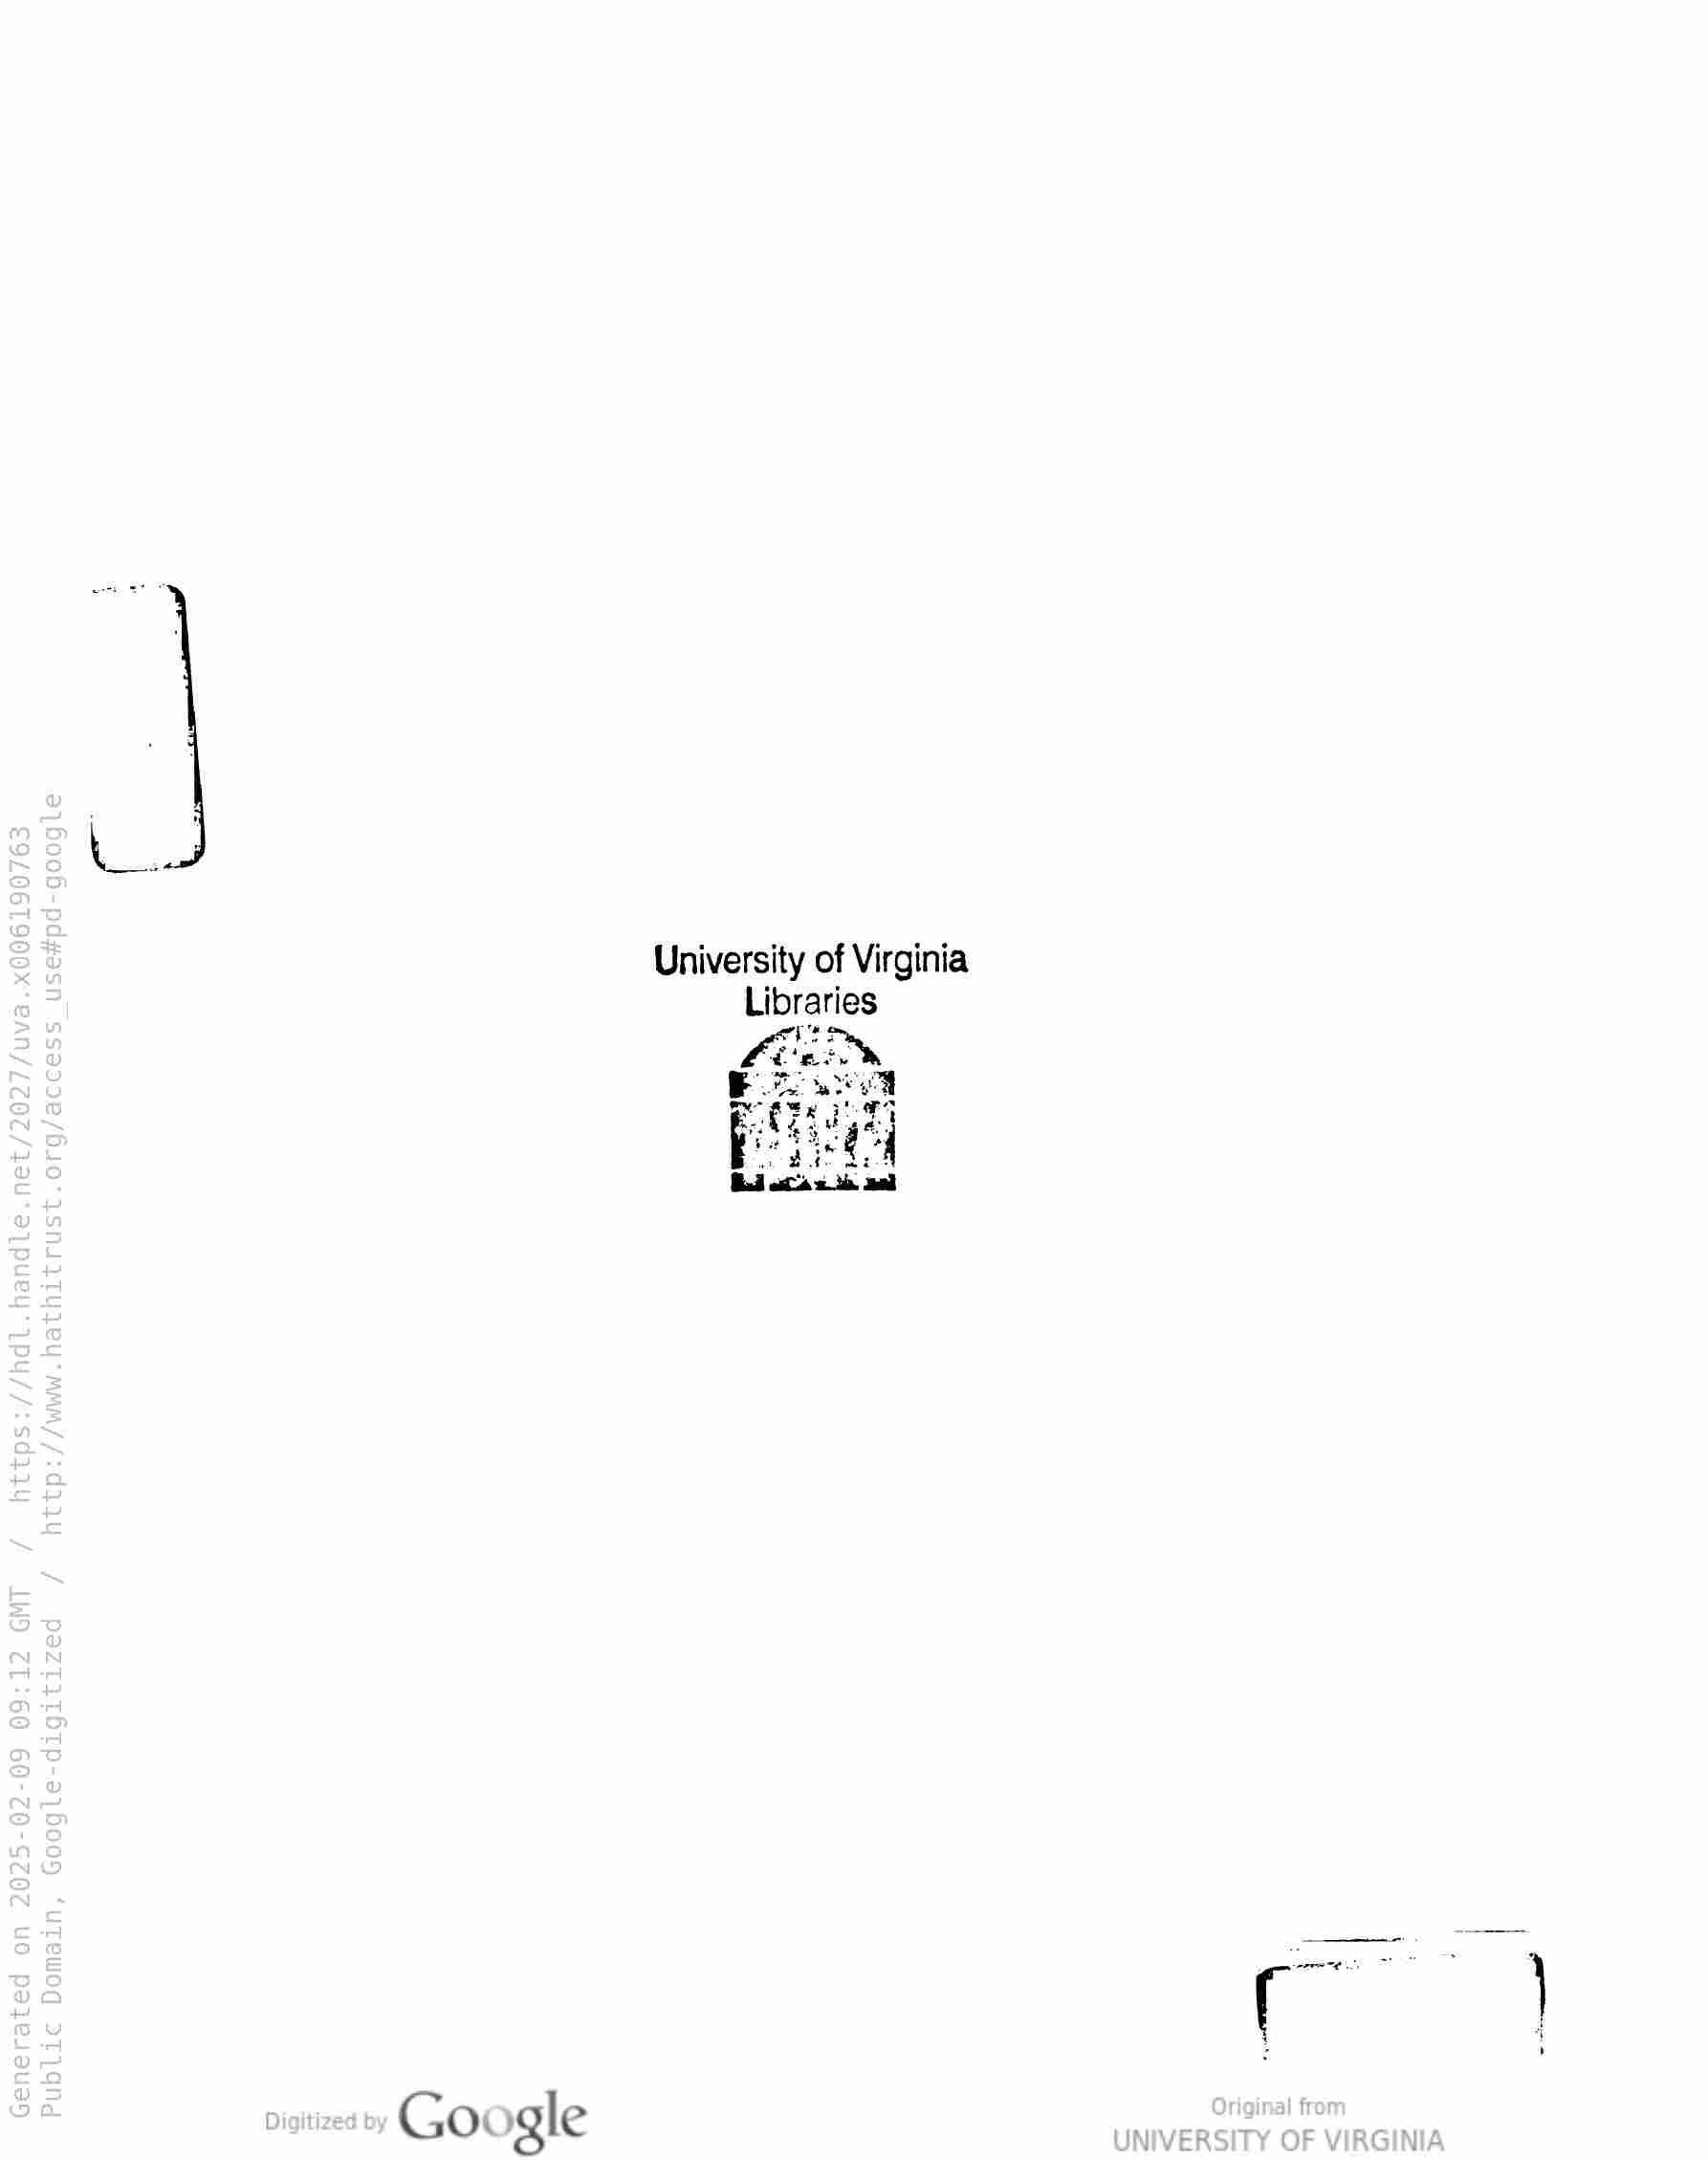 University of Virginia
Libraries
Generated on 2025-02-09 09:12 GMT / https://hdl.handle.net/2027/uva.x006190763
Public Domain, Google-digitized / http://www.hathitrust.org/access_use#pd-google
Digitized by Google
Original from
UNIVERSITY OF VIRGINIA